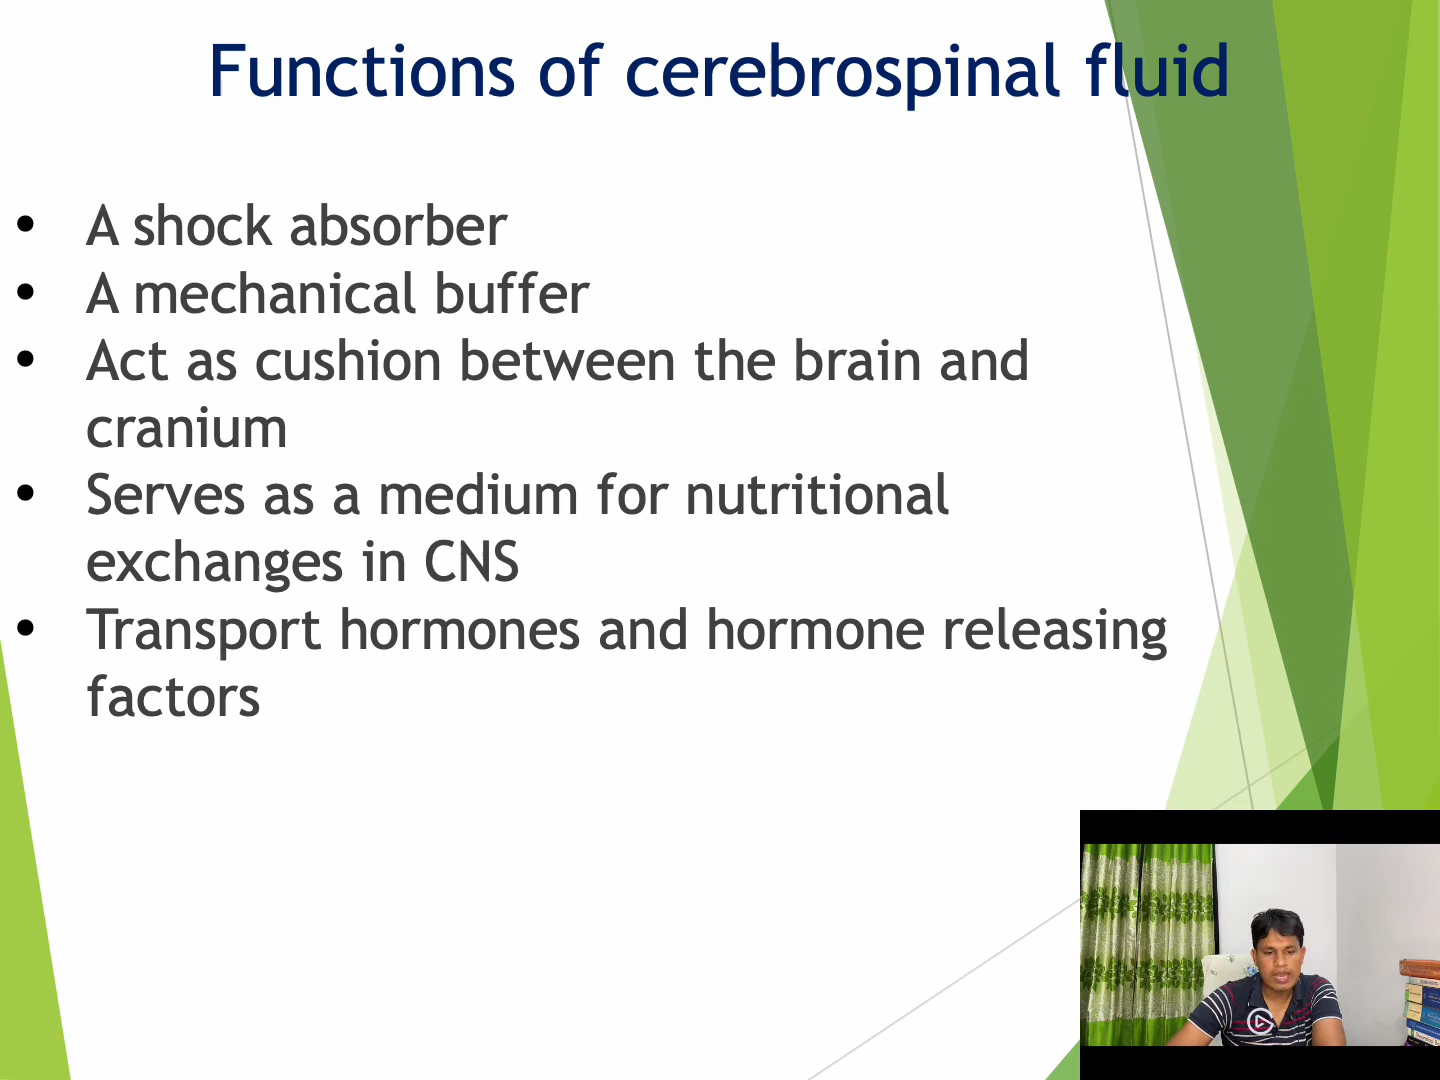 Functions of cerebrospinal fluid
• A shock absorber
• A mechanical buffer
• Act as cushion between the brain and
cranium
• Serves as a medium for nutritional
exchanges in CNS
• Transport hormones and hormone releasing
factors